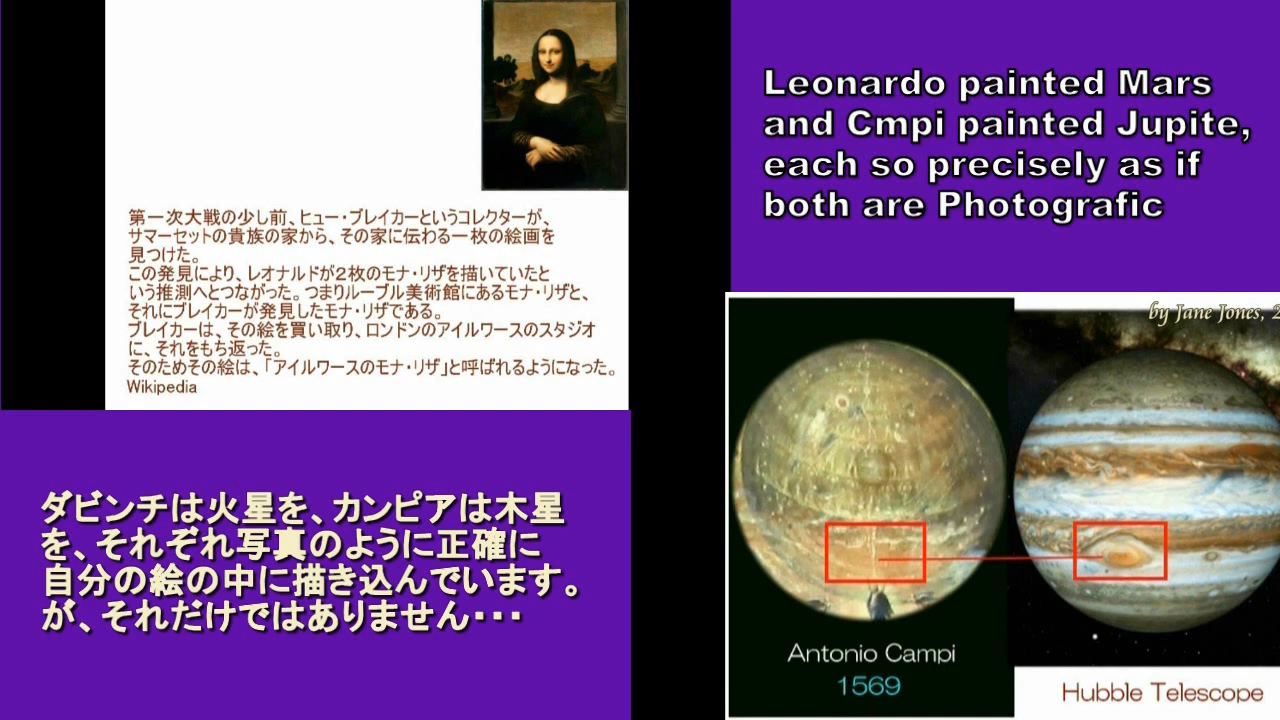 第一次大戦の少し前、ヒュー・ブレイカーというコレクターが、
サマーセットの貴族の家から、その家に伝わる一枚の絵画を
見つけた。
この発見により、レオナルドが２枚のモナ・リザを描いていたと
いう推測へとつながった。つまりルーブル美術館にあるモナ・リザと、
それにブレイカーが発見したモナ・リザである。
ブレイカーは、その絵を買い取り、ロンドンのアイルワースのスタジオ
に、それをもち返った。
そのためその絵は、「アイルワースのモナ・リザ」と呼ばれるようになった。
Wikipedia
ダビンチは火星を、カンピアは木星
を、それぞれ写真のように正確に
自分の絵の中に描き込んでいます。
が、それだけではありません・・・
Leonardo painted Mars
and Cmpi painted Jupite,
each so precisely as if
both are Photografic
by Jane Jones, 2
Antonio Campi
1569
Hubble Telescope